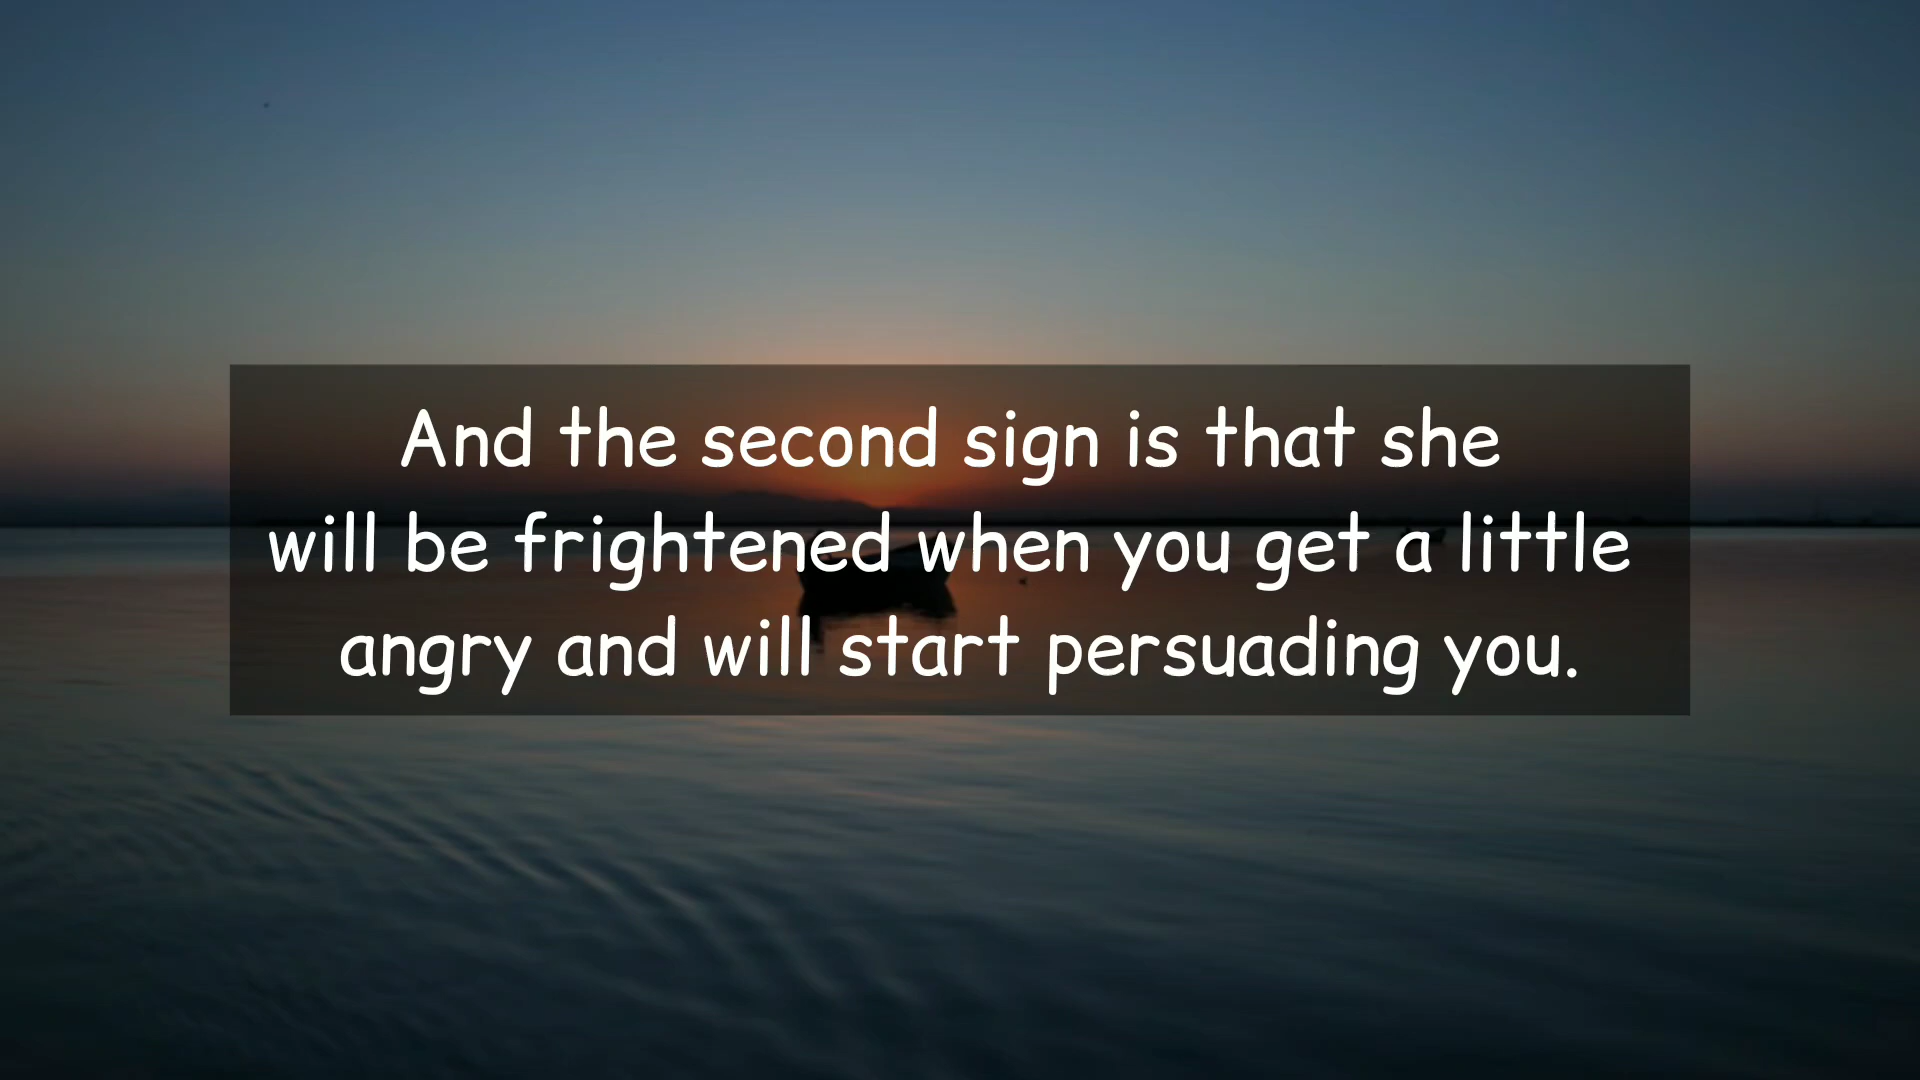 And the second sign is that she
will be frightened when you get a little
angry and will start persuading you.